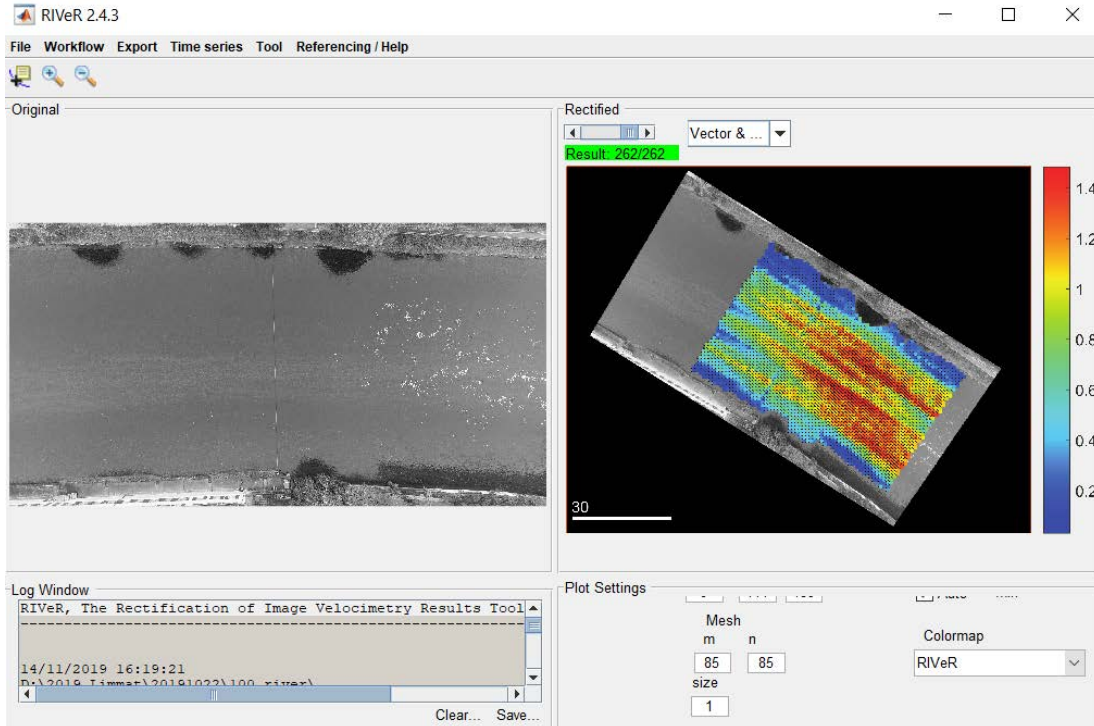 RIVeR 2.4.3
File Workflow Export Time series Tool Referencing / Help
Original
Rectified
Vector & ...
Result: 262/262
1.4
1.2
1
0.8
0.6
0.4
0.2
30
Log Window
RIVeR, The Rectification of Image Velocimetry Results Tool
14/11/2019 16:19:21
D:\2019_Limmat\20191022\100_river\
Clear... Save...
Plot Settings
Mesh
m n
85 85
size
1
Colormap
RIVeR